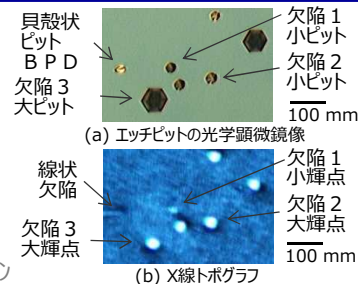 貝殻状
ピット
ＢＰＤ
欠陥３
大ピット
欠陥１
小ピット
欠陥２
小ピット
100 mm
(a) エッチピットの光学顕微鏡像
線状
欠陥
欠陥３
大輝点
欠陥１
小輝点
欠陥２
大輝点
100 mm
(b) X線トポグラフ